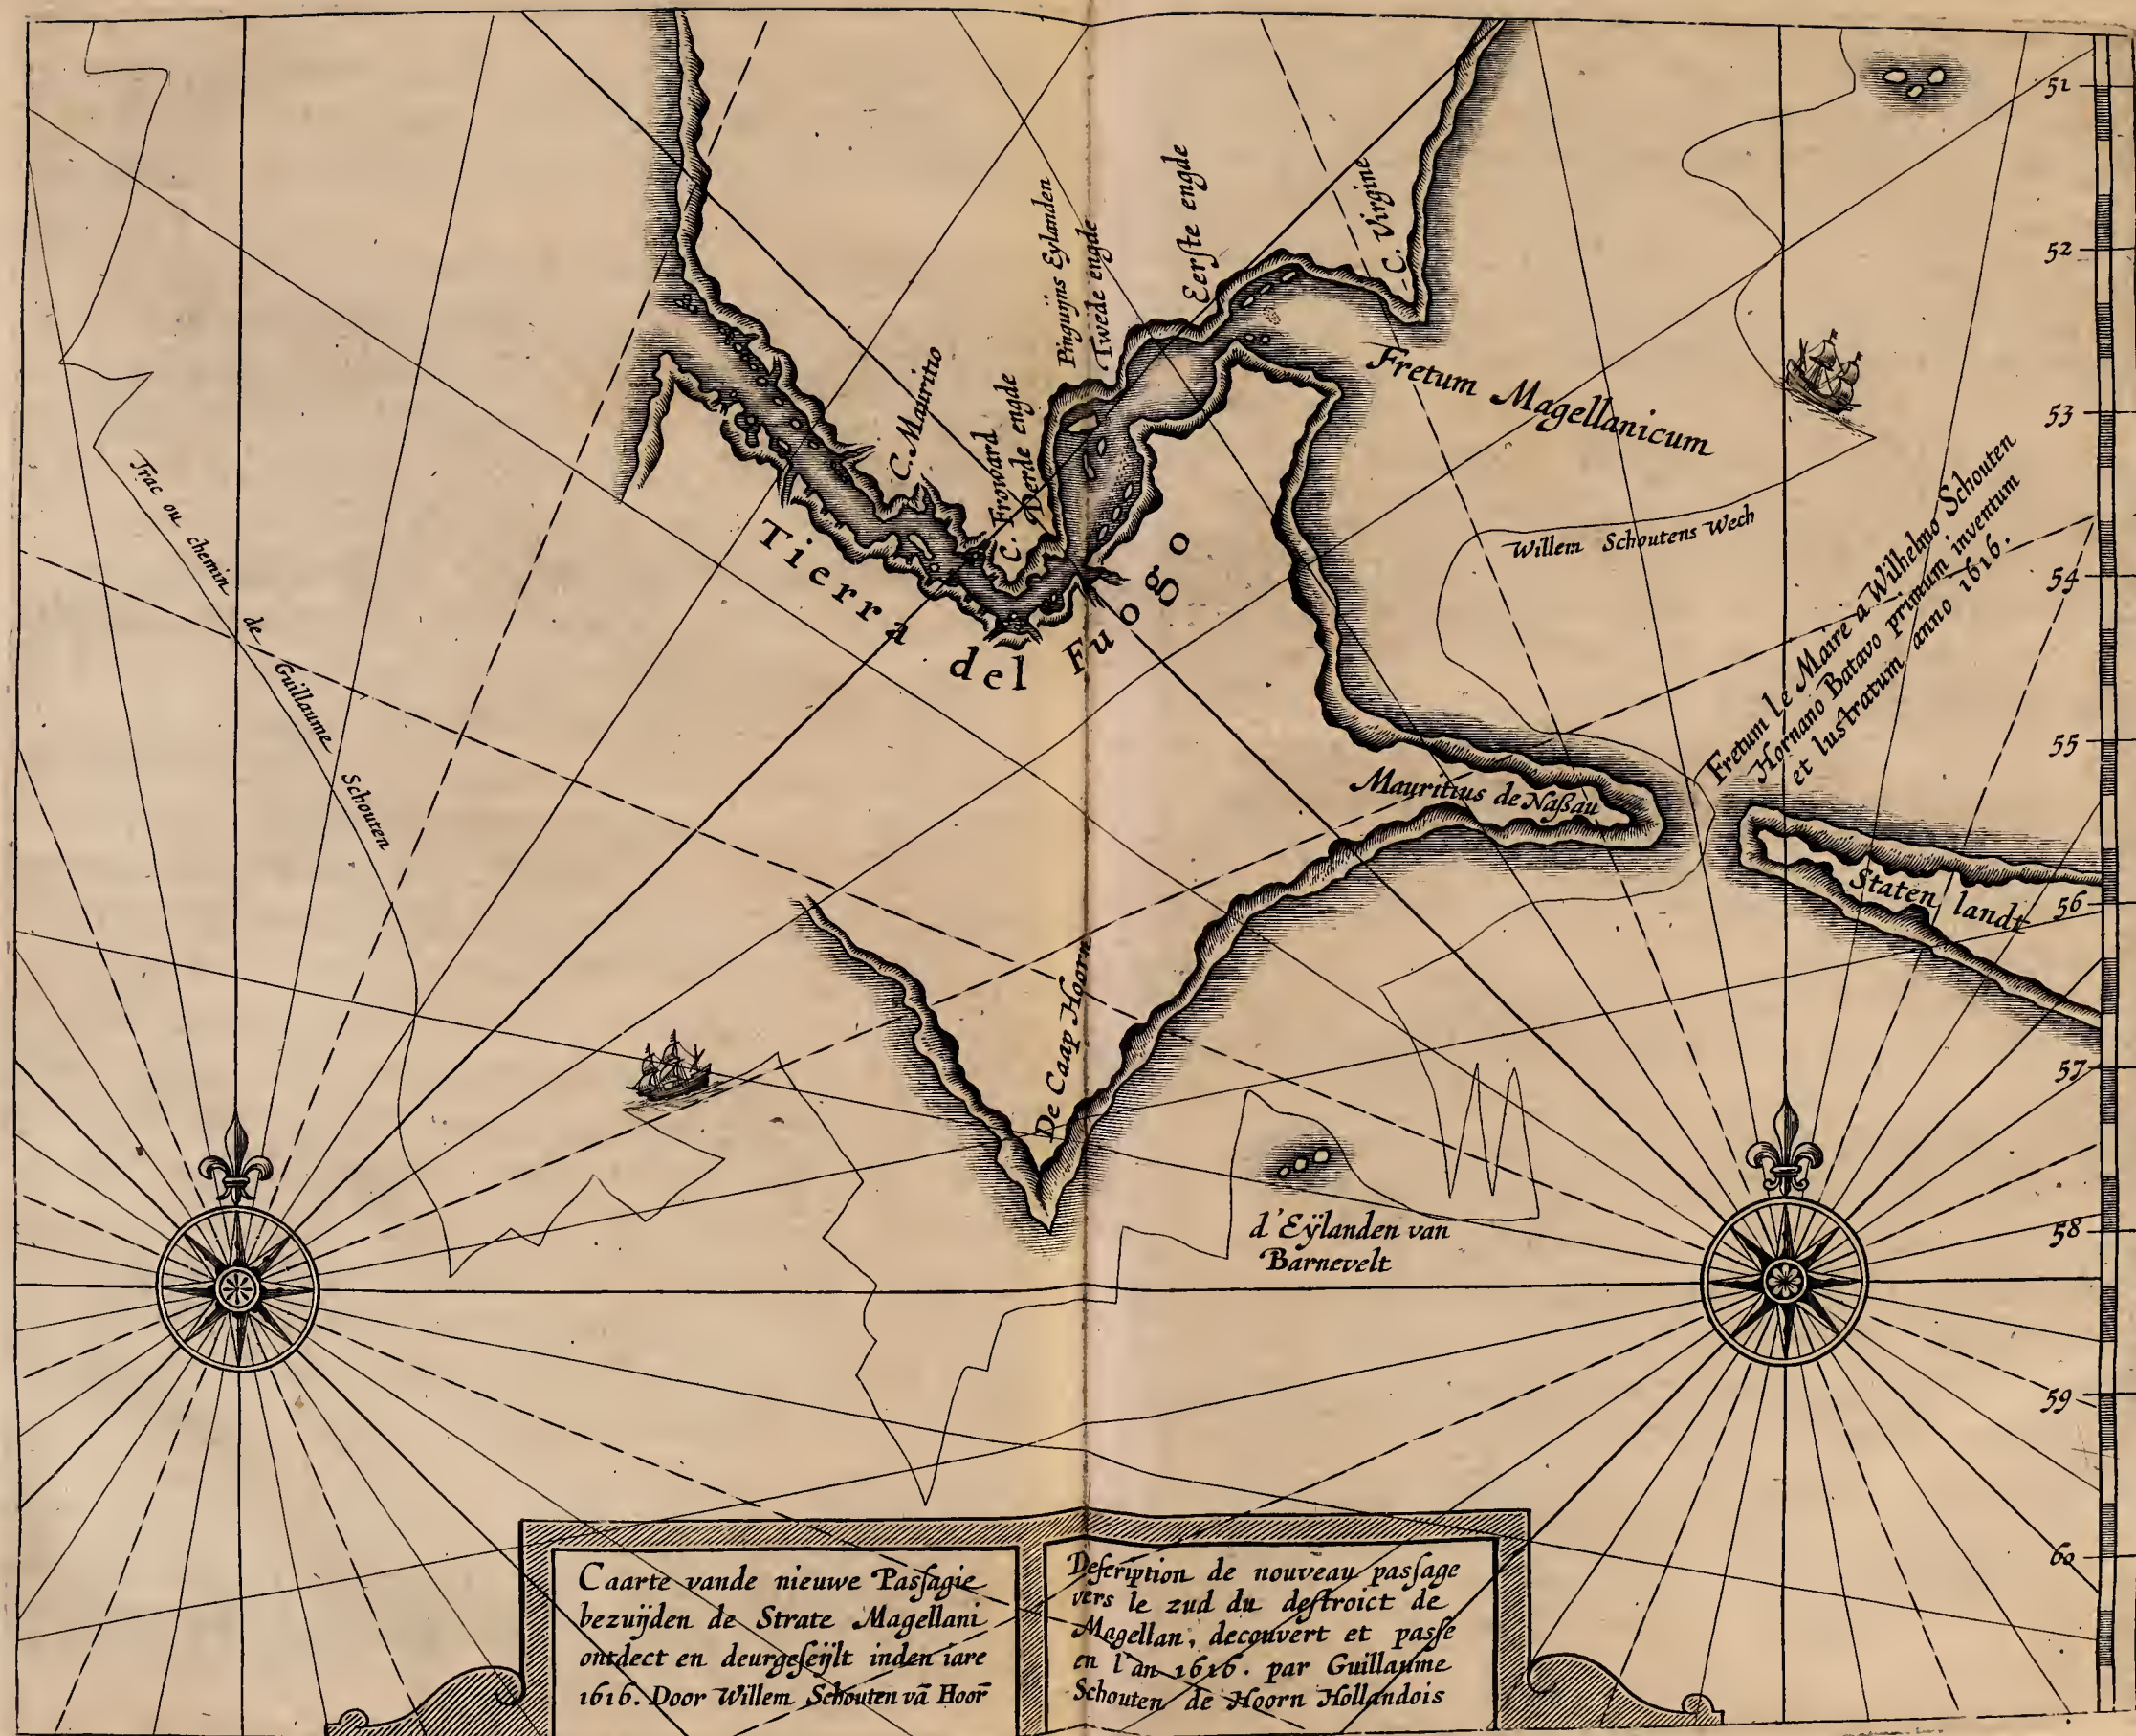 51
52
53
54
55
56
57
58
59
60
Pinguijns Eylanden
Twede engde
Eerste engde
C. Virgine
C. Mauritio
C. Froward
Derde engde
Fretum Magellanicum
Tierra del Fuogo
Willem Schoutens Wech
Trac ou chemin de Guillaume Schouten
Fretum le Maire a Wilhelmo Schouten
Hornano Batavo primum inventum
et lustratum anno 1616.
Mauritius de Naßau
Staten landt
De Caap Hoorn
d'Eÿlanden van
Barnevelt
Caarte vande nieuwe Paſsagie
bezuijden de Strate Magellani
ontdect en deurgeſeijlt inden iare
1616. Door Willem Schouten vā Hoor̄
Deſcription de nouveau paſsage
vers le zud du deſtroict de
Magellan, decouvert et paſse
en l'an 1616. par Guillaume
Schouten de Hoorn Hollandois